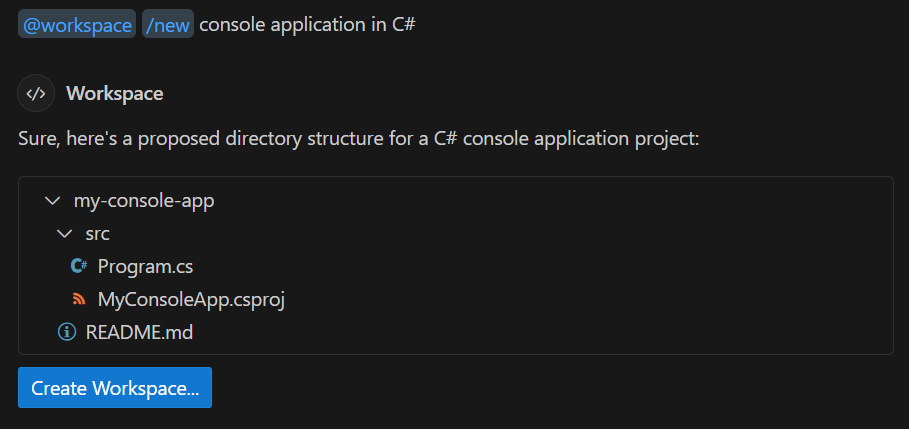 @workspace /new console application in C#
Workspace
Sure, here's a proposed directory structure for a C# console application project:
my-console-app
src
C# Program.cs
MyConsoleApp.csproj
README.md
Create Workspace...